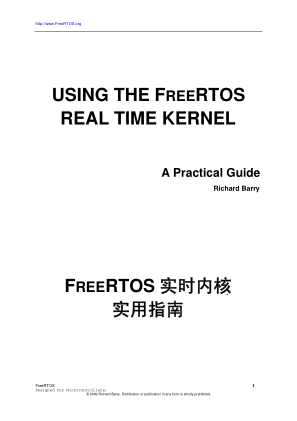 http://www.FreeRTOS.org
USING THE FREERTOS
REAL TIME KERNEL
A Practical Guide
Richard Barry
FREERTOS 实时内核
实用指南
FreeRTOS 1
Designed For Microcontrollers
© 2009 Richard Barry. Distribution or publication in any form is strictly prohibited.